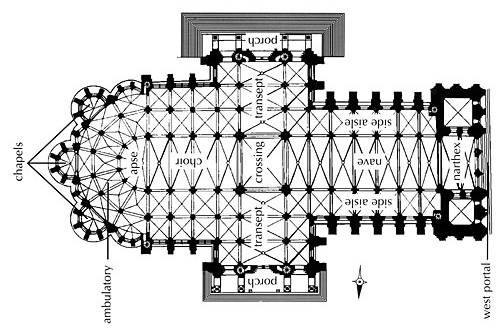 porch
transept
side aisle
chapels
apse
choir
crossing
nave
narthex
side aisle
transept
porch
ambulatory
west portal